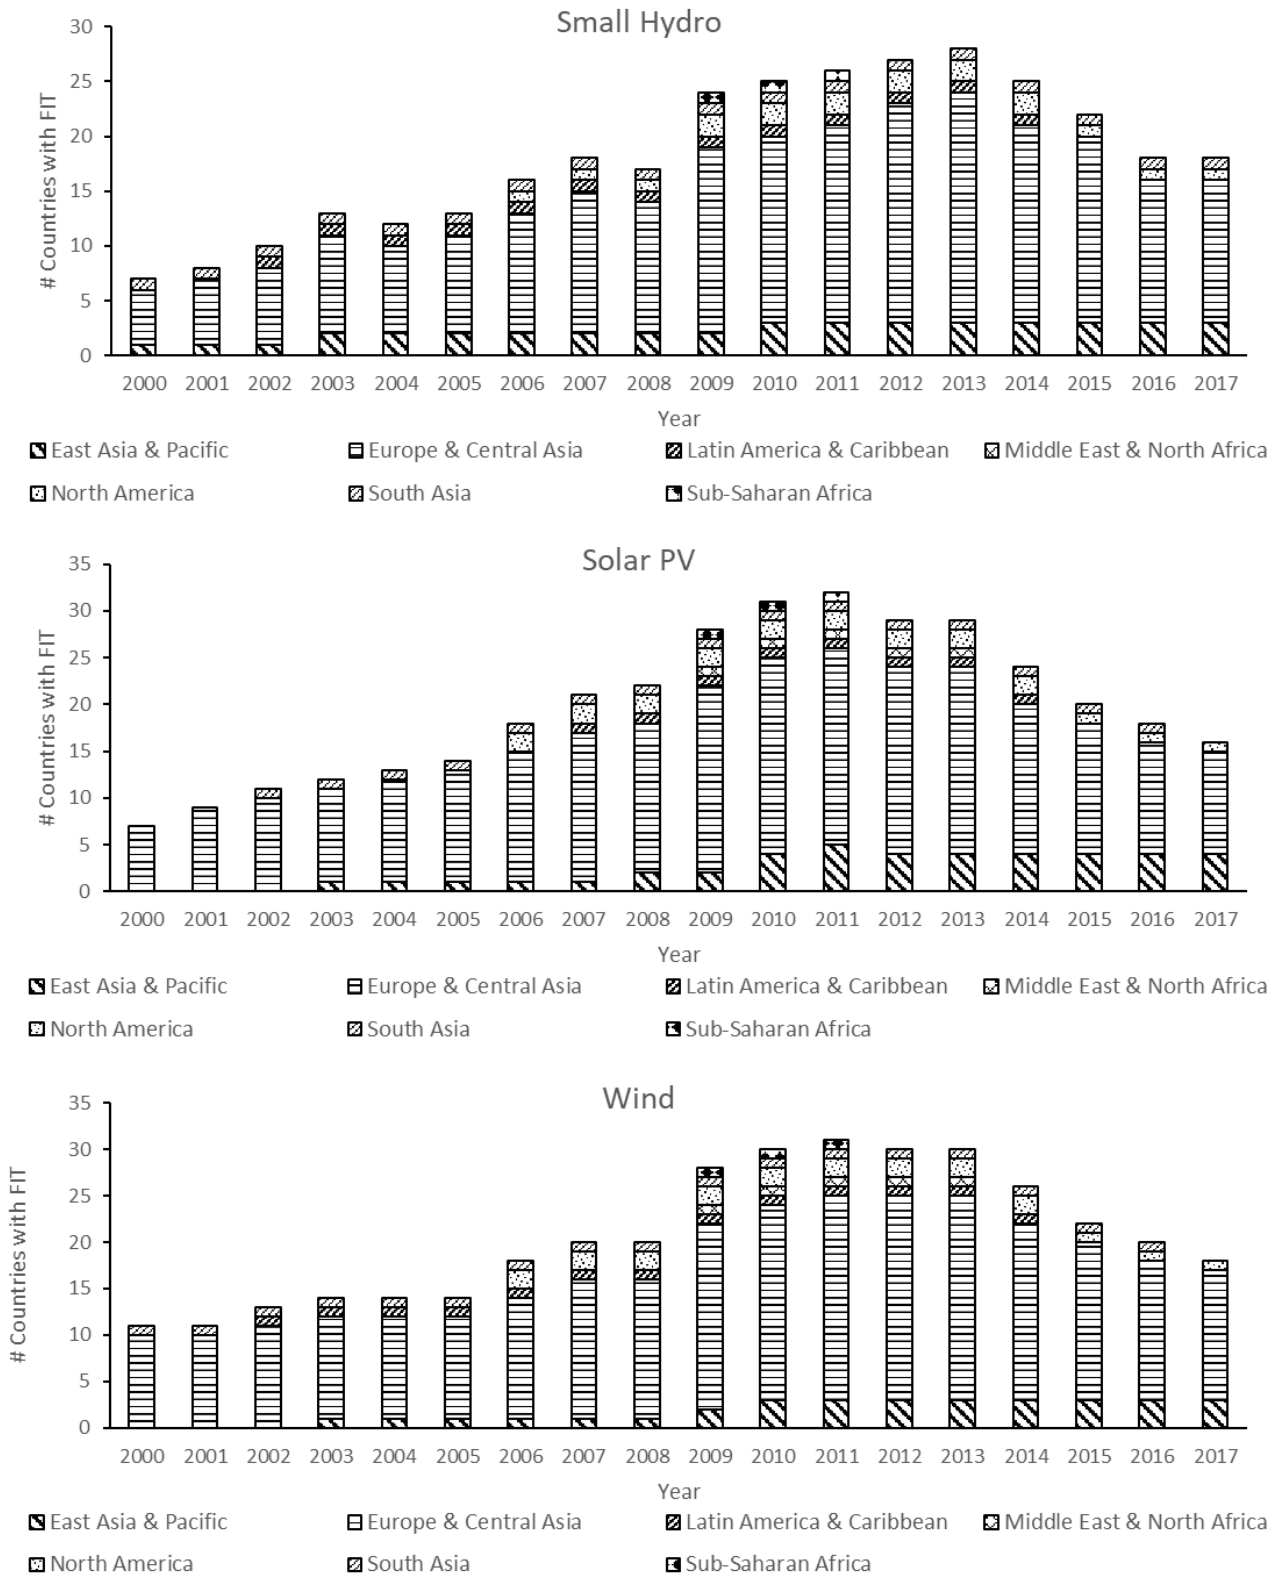 Small Hydro
# Countries with FIT
30
25
20
15
10
5
0
2000 2001 2002 2003 2004 2005 2006 2007 2008 2009 2010 2011 2012 2013 2014 2015 2016 2017
Year
East Asia & Pacific Europe & Central Asia Latin America & Caribbean Middle East & North Africa
North America South Asia Sub-Saharan Africa
Solar PV
# Countries with FIT
35
30
25
20
15
10
5
0
2000 2001 2002 2003 2004 2005 2006 2007 2008 2009 2010 2011 2012 2013 2014 2015 2016 2017
Year
East Asia & Pacific Europe & Central Asia Latin America & Caribbean Middle East & North Africa
North America South Asia Sub-Saharan Africa
Wind
# Countries with FIT
35
30
25
20
15
10
5
0
2000 2001 2002 2003 2004 2005 2006 2007 2008 2009 2010 2011 2012 2013 2014 2015 2016 2017
Year
East Asia & Pacific Europe & Central Asia Latin America & Caribbean Middle East & North Africa
North America South Asia Sub-Saharan Africa